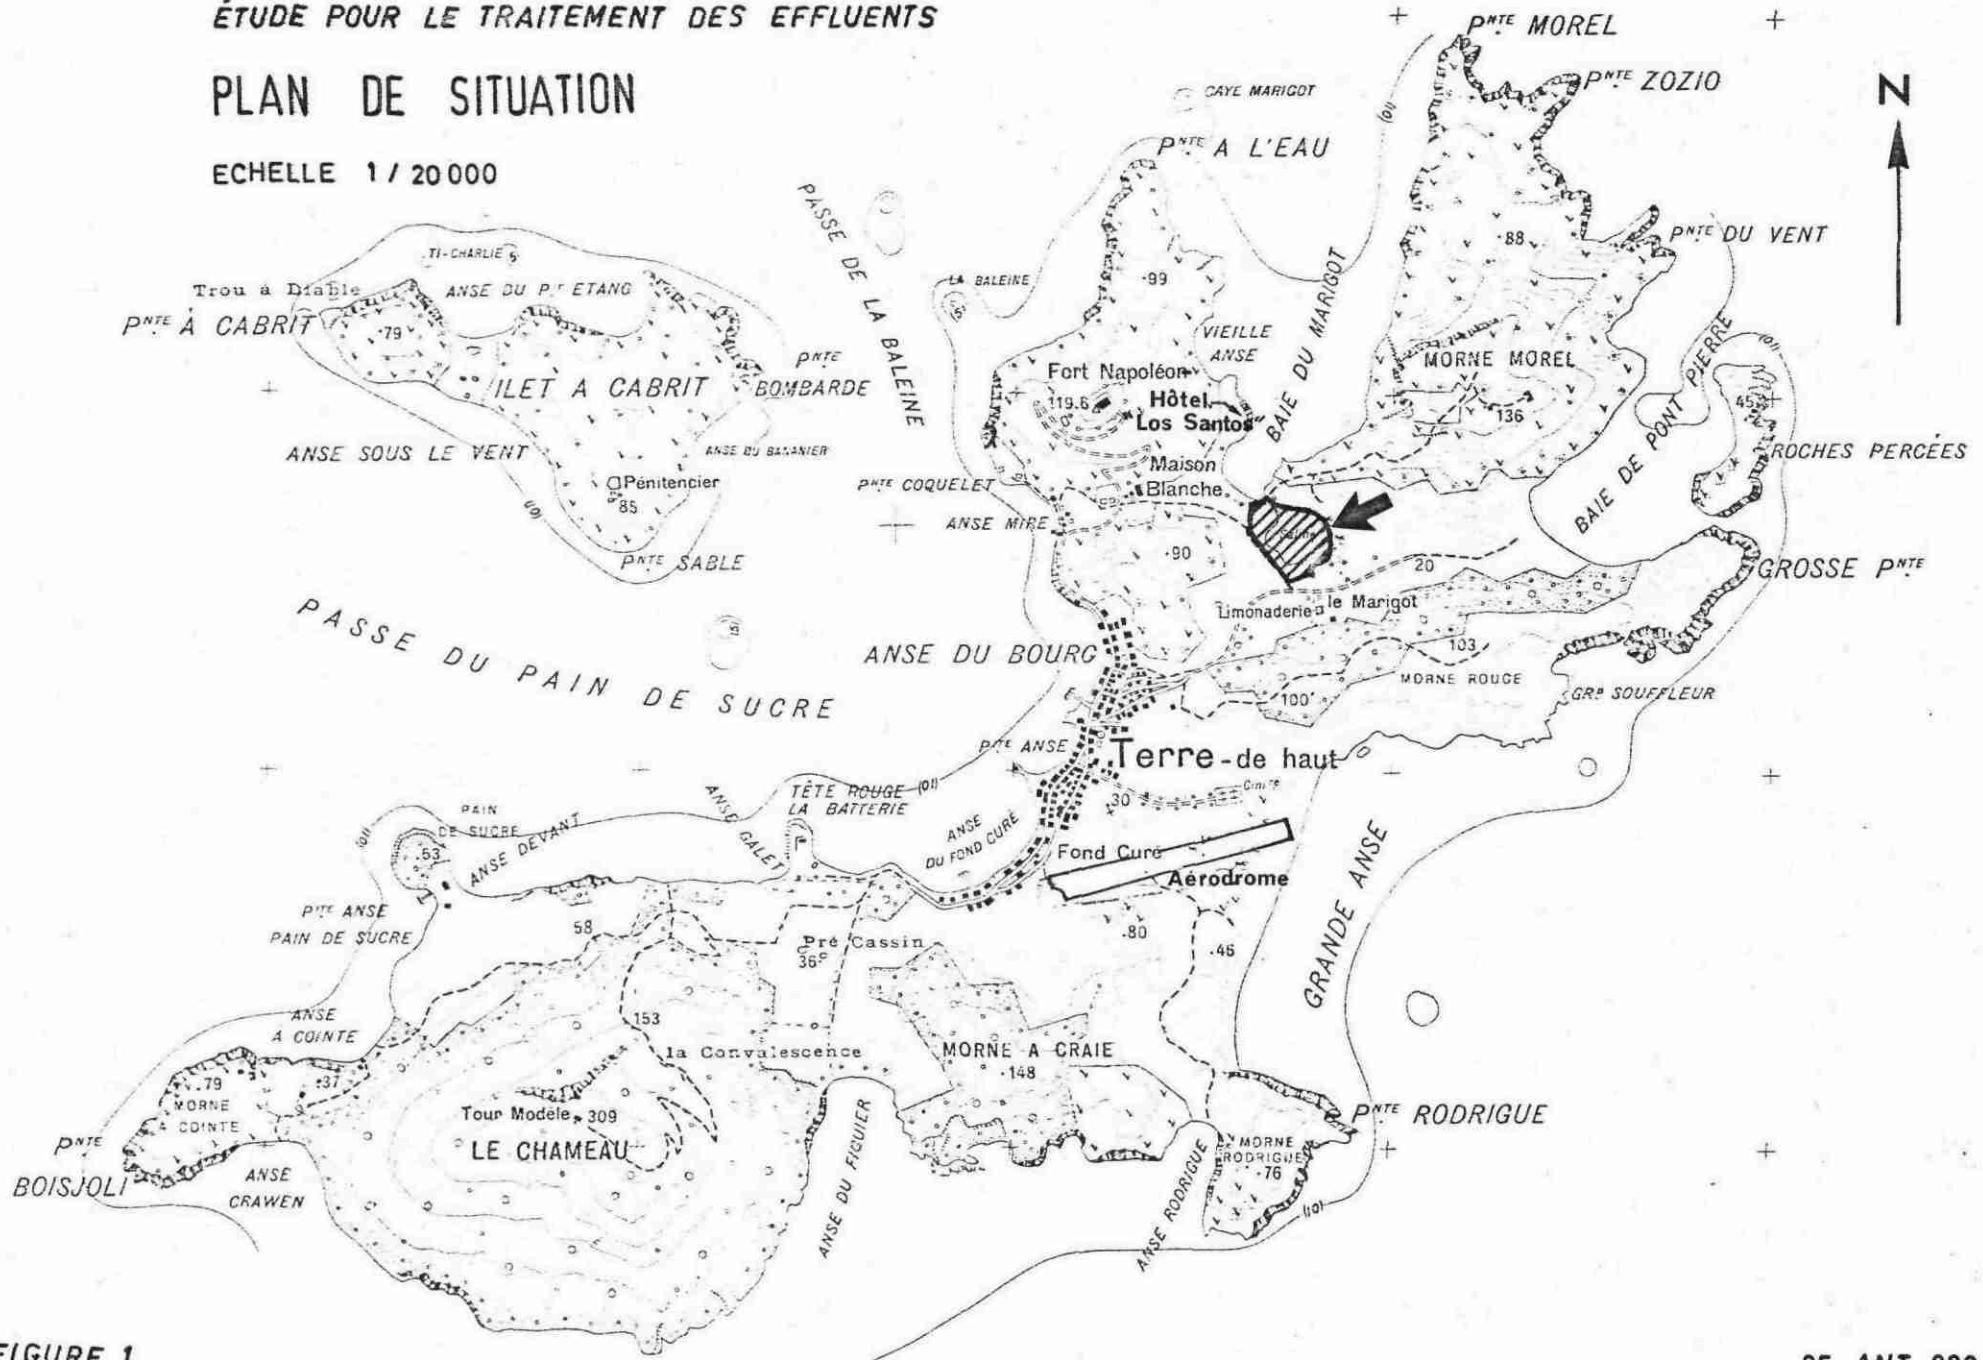 ÉTUDE POUR LE TRAITEMENT DES EFFLUENTS
PLAN DE SITUATION
ECHELLE 1 / 20 000
N
PNTE MOREL
PNTE ZOZIO
CAYE MARIGOT
(10)
PNTE A L'EAU
PNTE DU VENT
.88
.99
PASSE DE LA BALEINE
LA BALEINE
TI-CHARLIE
Trou à Diable
ANSE DU PT ETANG
PNTE À CABRIT
.79
ILET A CABRIT
PNTE
BOMBARDE
ANSE SOUS LE VENT
ANSE DU BANANIER
Pénitencier
85
(10)
PNTE SABLE
VIEILLE
ANSE
BAIE DU MARIGOT
Fort Napoléon
119.6
Hôtel
Los Santos
MORNE MOREL
136
BAIE DE PONT PIERRE
(10)
45
ROCHES PERCÉES
Maison
Blanche
PNTE COQUELET
ANSE MIRE
.90
20
GROSSE PNTE
Limonaderie
le Marigot
103
MORNE ROUGE
100
GRD SOUFFLEUR
PASSE DU PAIN DE SUCRE
ANSE DU BOURG
PTE ANSE
Terre-de haut
30
TÊTE ROUGE
LA BATTERIE
(10)
ANSE GALET
ANSE
DU FOND CURÉ
Fond Curé
Aérodrome
GRANDE ANSE
PAIN
DE SUCRE
(10)
.53
ANSE DEVANT
PTE ANSE
PAIN DE SUCRE
58
Pré Cassin
36
.80
.46
ANSE
A COINTE
153
la Convalescence
MORNE A CRAIE
.148
.79
.37
MORNE
A COINTE
Tour Modèle
309
LE CHAMEAU
PNTE
BOISJOLI
ANSE
CRAWEN
ANSE DU FIGUIER
ANSE RODRIGUE
PNTE RODRIGUE
MORNE
RODRIGUE
.76
(10)
FIGURE 1